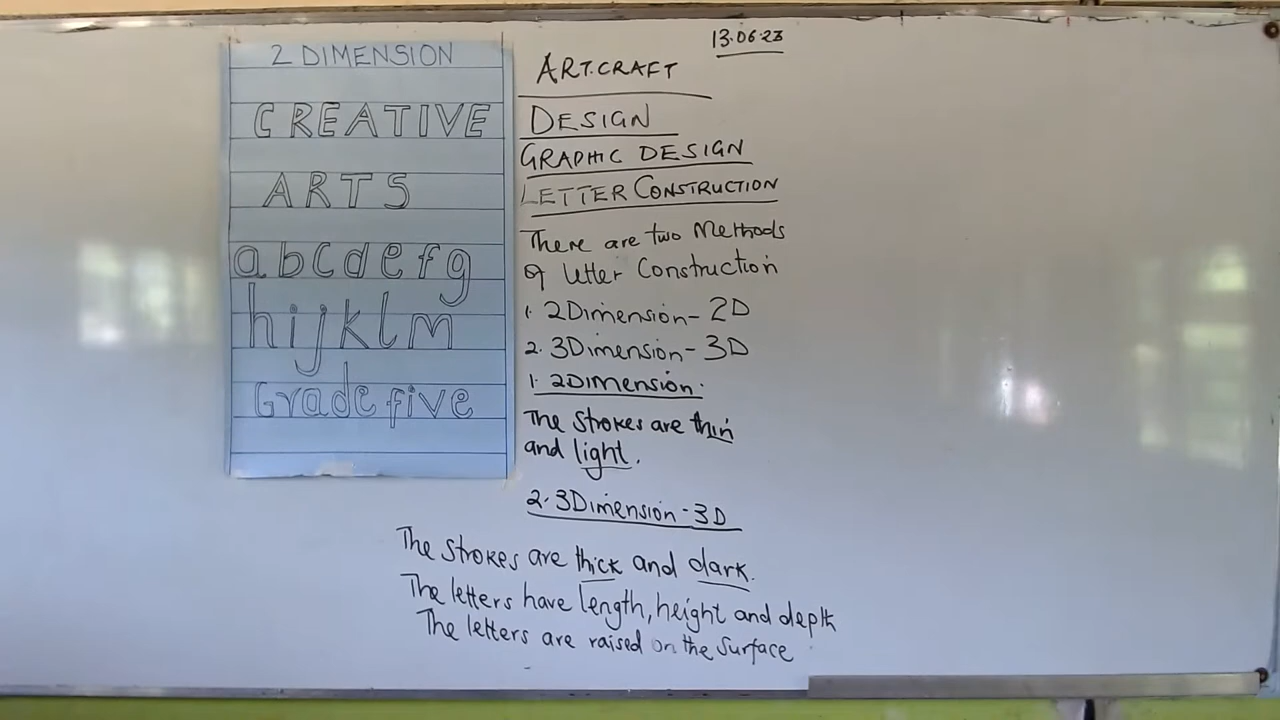 2 DIMENSION
CREATIVE
ARTS
abcdefg
hijklm
Grade five
13.06.23
ART.CRAFT
DESIGN
GRAPHIC DESIGN
LETTER CONSTRUCTION
There are two Methods
of letter Construction
1. 2Dimension- 2D
2. 3Dimension- 3D
1. 2Dimension.
The Strokes are thin
and light.
2. 3Dimension - 3D
The Strokes are thick and dark.
The letters have length, height and depth
The letters are raised on the Surface